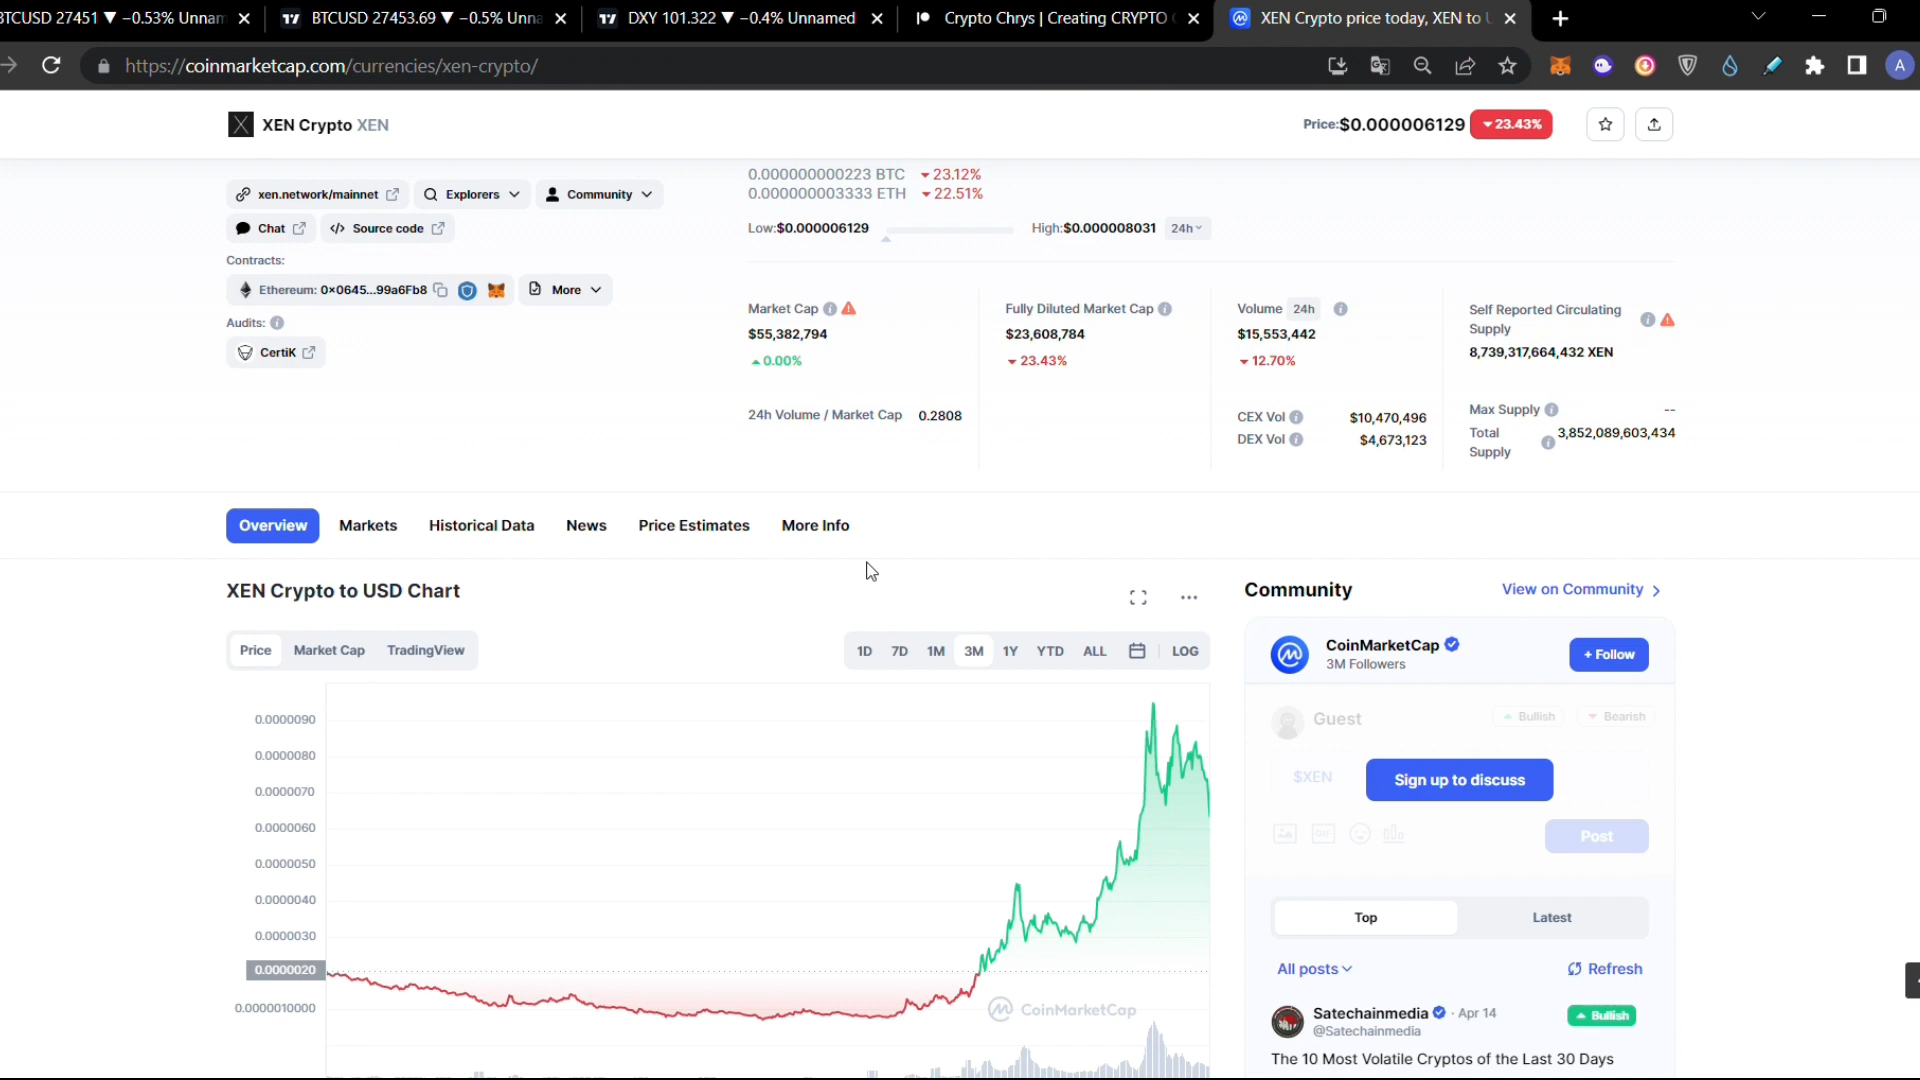 BTCUSD 27451 ▼ −0.53% Unnam
BTCUSD 27453.69 ▼ −0.5% Unna
DXY 101.322 ▼ −0.4% Unnamed
Crypto Chrys | Creating CRYPTO C
XEN Crypto price today, XEN to U
https://coinmarketcap.com/currencies/xen-crypto/
A
XEN Crypto XEN
Price:$0.000006129 ▼23.43%
0.000000000223 BTC ▼23.12%
0.000000003333 ETH ▼22.51%
xen.network/mainnet
Explorers
Community
Chat
Source code
Low:$0.000006129
High:$0.000008031
24h
Contracts:
Ethereum: 0x0645...99a6Fb8
More
Audits:
CertiK
Market Cap
$55,382,794
▲0.00%
24h Volume / Market Cap 0.2808
Fully Diluted Market Cap
$23,608,784
▼23.43%
Volume 24h
$15,553,442
▼12.70%
CEX Vol $10,470,496
DEX Vol $4,673,123
Self Reported Circulating
Supply
8,739,317,664,432 XEN
Max Supply --
Total
Supply
3,852,089,603,434
Overview
Markets
Historical Data
News
Price Estimates
More Info
XEN Crypto to USD Chart
Price
Market Cap
TradingView
1D
7D
1M
3M
1Y
YTD
ALL
LOG
0.0000090
0.0000080
0.0000070
0.0000060
0.0000050
0.0000040
0.0000030
0.0000020
0.0000010000
CoinMarketCap
Community
View on Community
CoinMarketCap
3M Followers
+ Follow
Guest
Bullish
Bearish
$XEN
Sign up to discuss
GIF
Post
Top
Latest
All posts
Refresh
Satechainmedia · Apr 14
@Satechainmedia
Bullish
The 10 Most Volatile Cryptos of the Last 30 Days